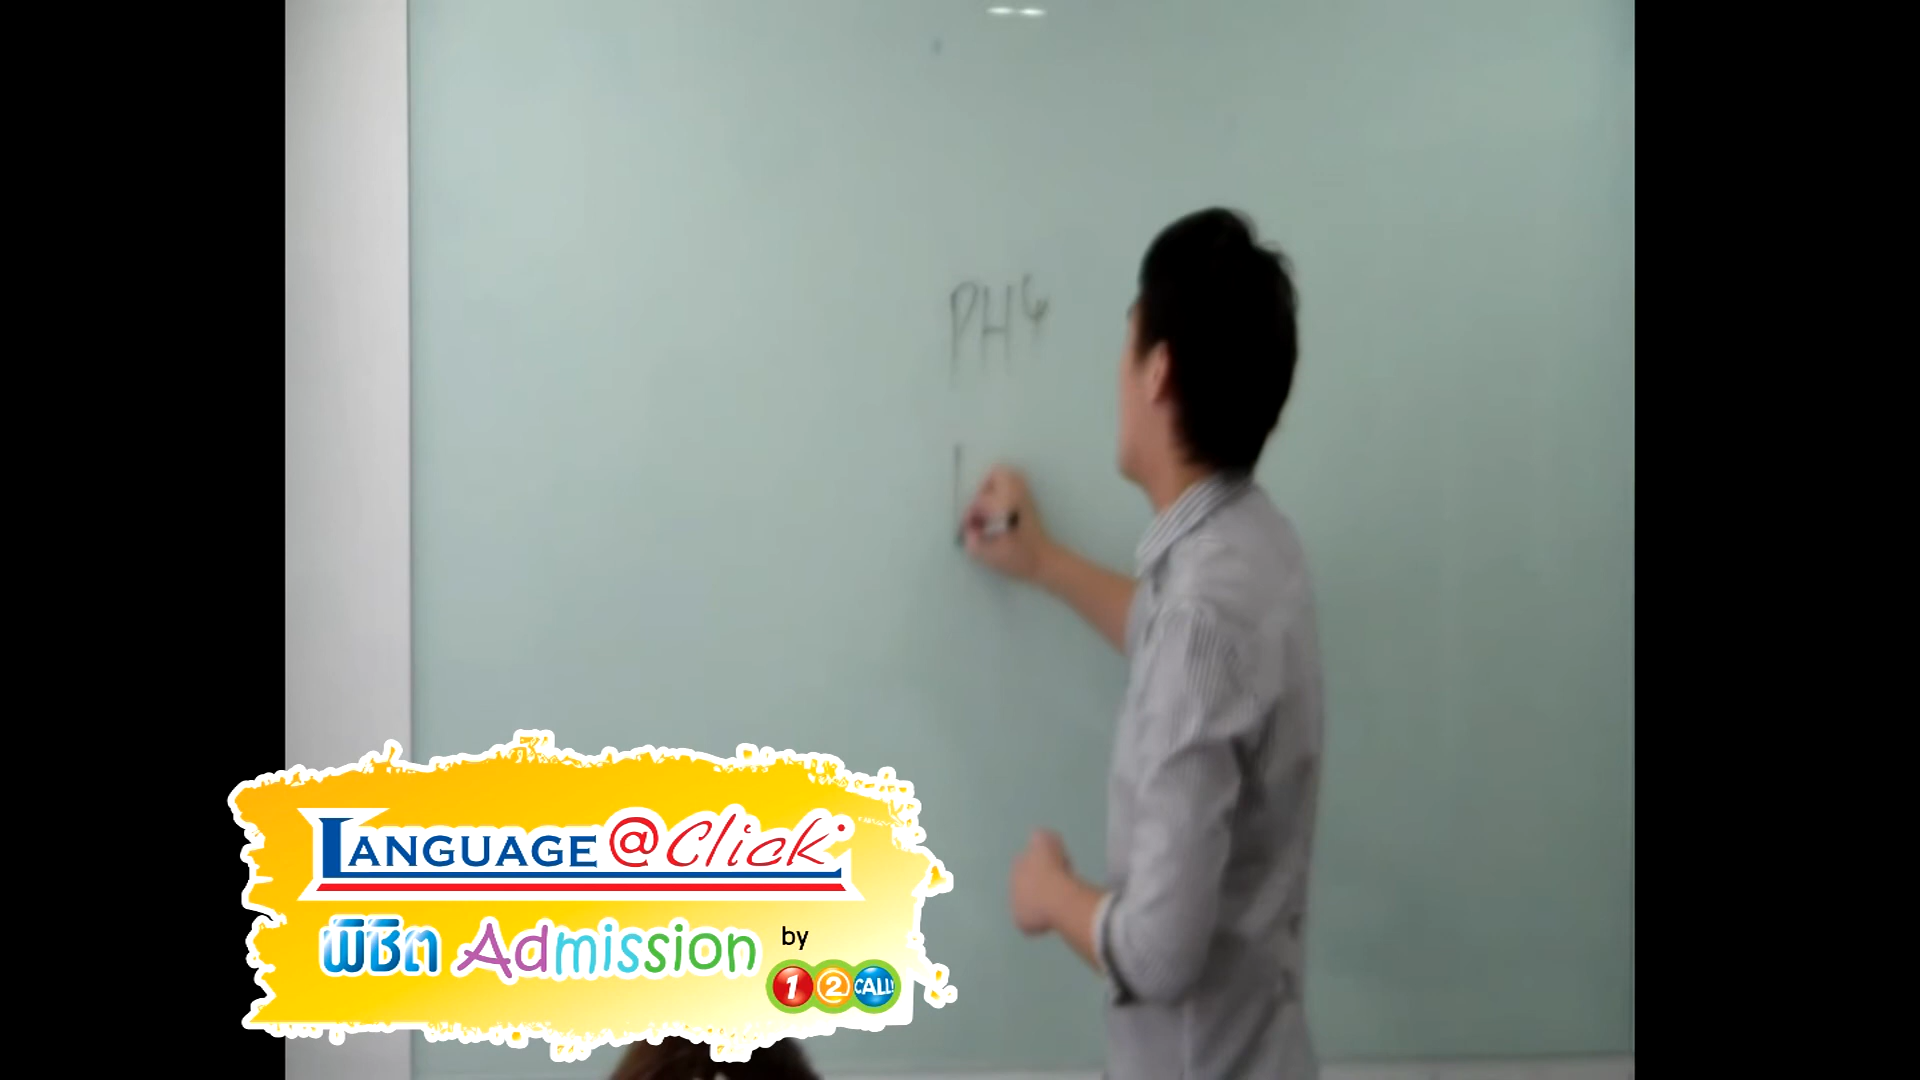 PH
LANGUAGE @Click
พิชิต Admission by
1 2 CALL!